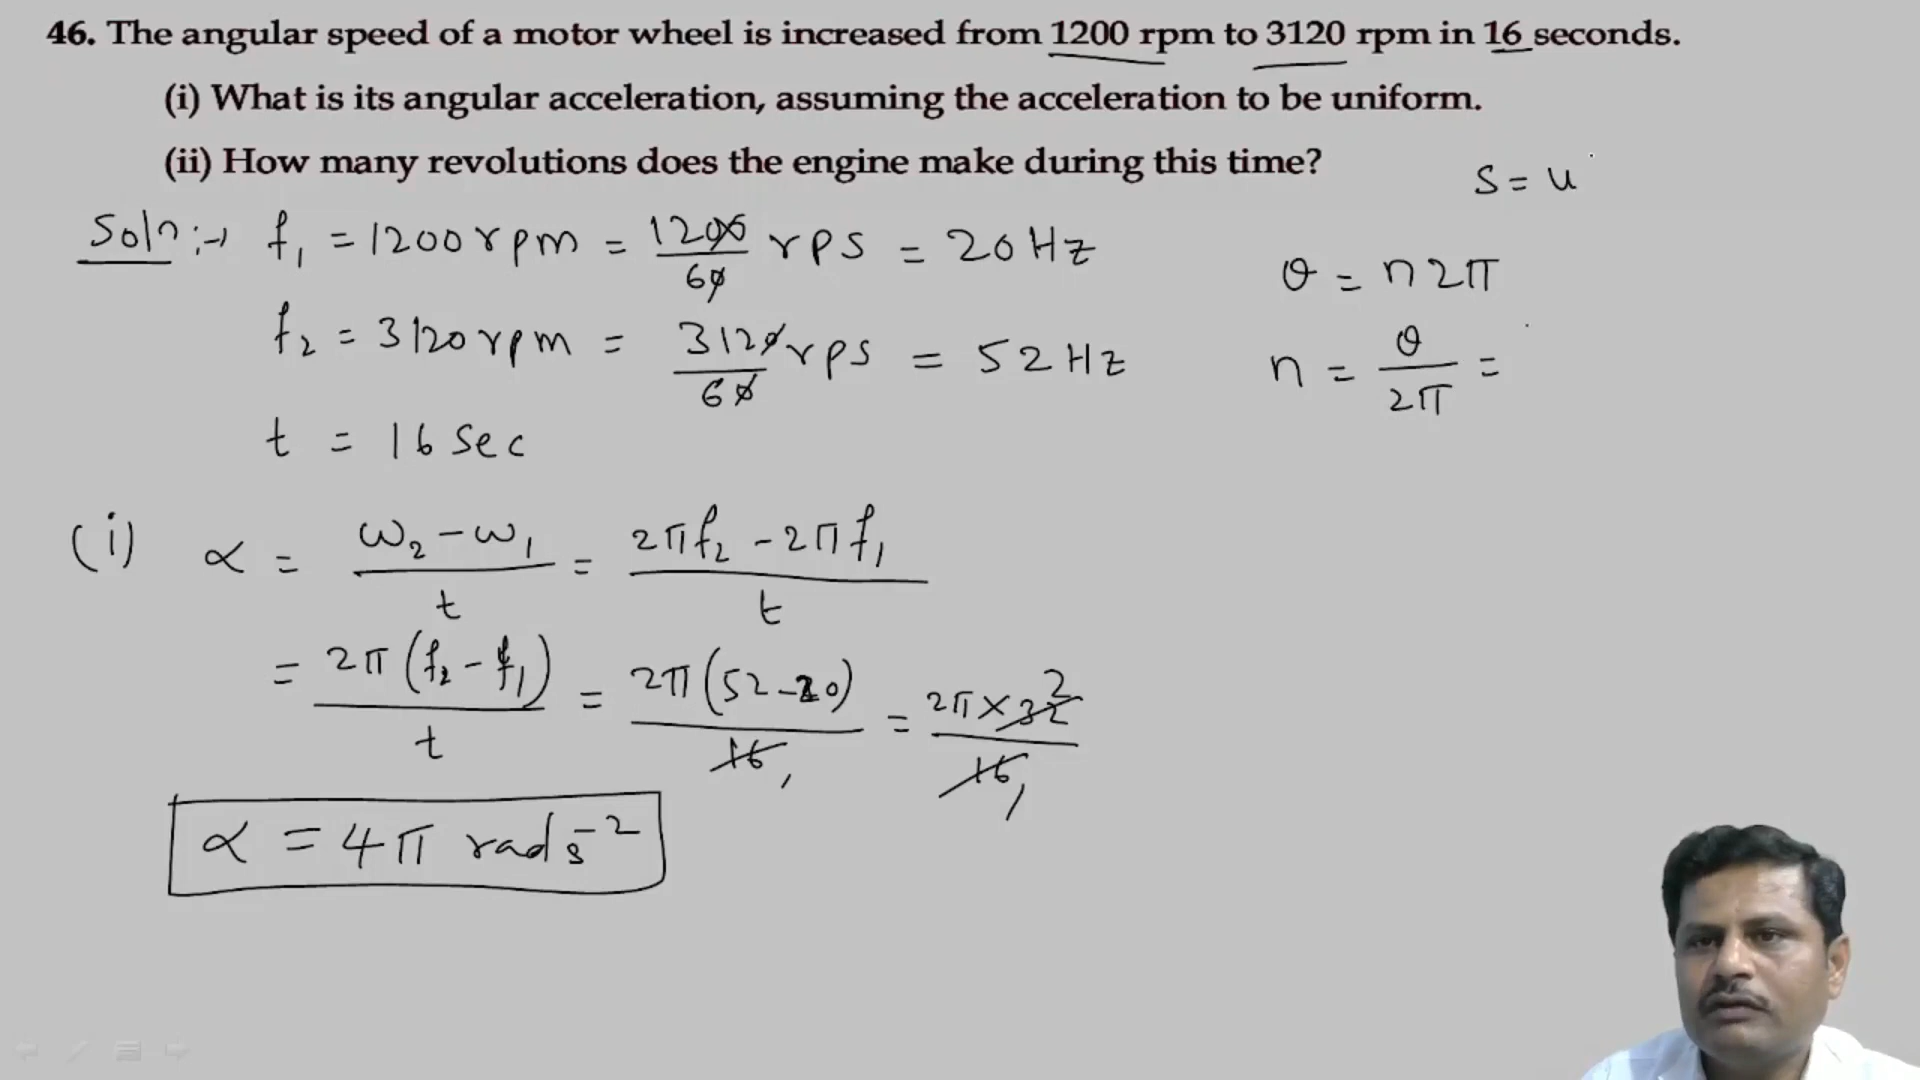 46. The angular speed of a motor wheel is increased from 1200 rpm to 3120 rpm in 16 seconds.
(i) What is its angular acceleration, assuming the acceleration to be uniform.
(ii) How many revolutions does the engine make during this time?
S = u
Soln :→ f₁ = 1200 rpm = 1200/60 rps = 20 Hz
θ = n 2π
f₂ = 3120 rpm = 3120/60 rps = 52 Hz
n = θ/2π =
t = 16 sec
(i) α = (ω₂ - ω₁)/t = (2πf₂ - 2πf₁)/t
= 2π(f₂ - f₁)/t = 2π(52 - 20)/16 = 2π × 32/16
2
1
1
α = 4π rad s⁻²